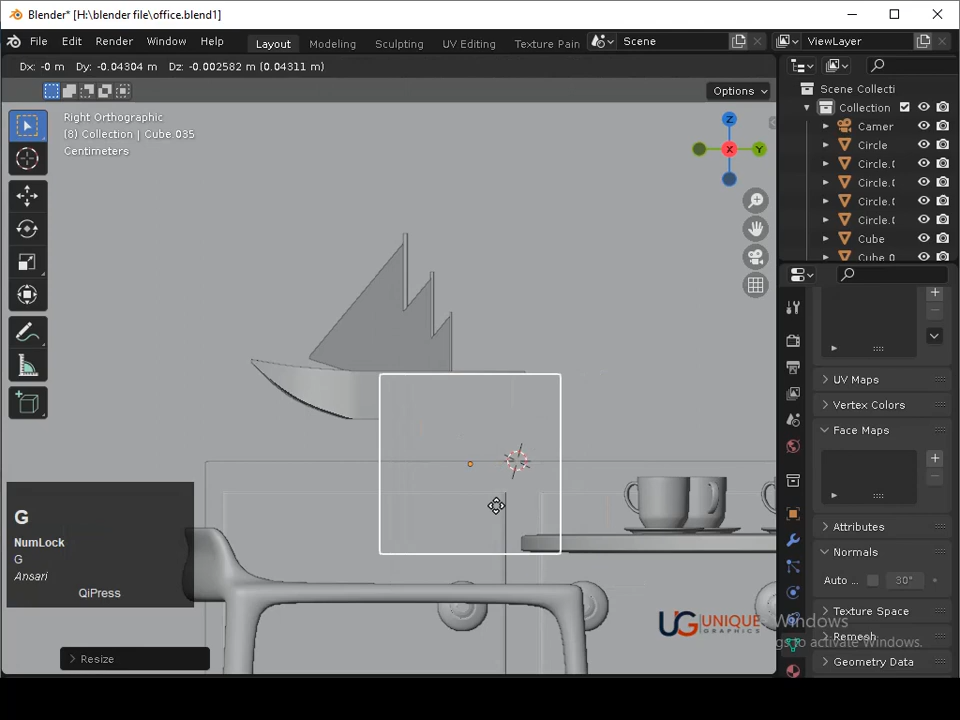 Blender* [H:\blender file\office.blend1]
File Edit Render Window Help Layout Modeling Sculpting UV Editing Texture Pain Scene ViewLayer
Dx: -0 m Dy: -0.04304 m Dz: -0.002582 m (0.04311 m)
Options
Right Orthographic
(8) Collection | Cube.035
Centimeters
Z
X
Y
Scene Collecti
Collection
Camer
Circle
Circle.(
Circle.(
Circle.(
Circle.(
Cube
Cube.0
UV Maps
Vertex Colors
Face Maps
Attributes
Normals
Auto ... 30°
Texture Space
Remesh
Geometry Data
G
NumLock
G
Ansari
QiPress
Resize
UG UNIQUE
GRAPHICS
Windows
gs to activate Windows.